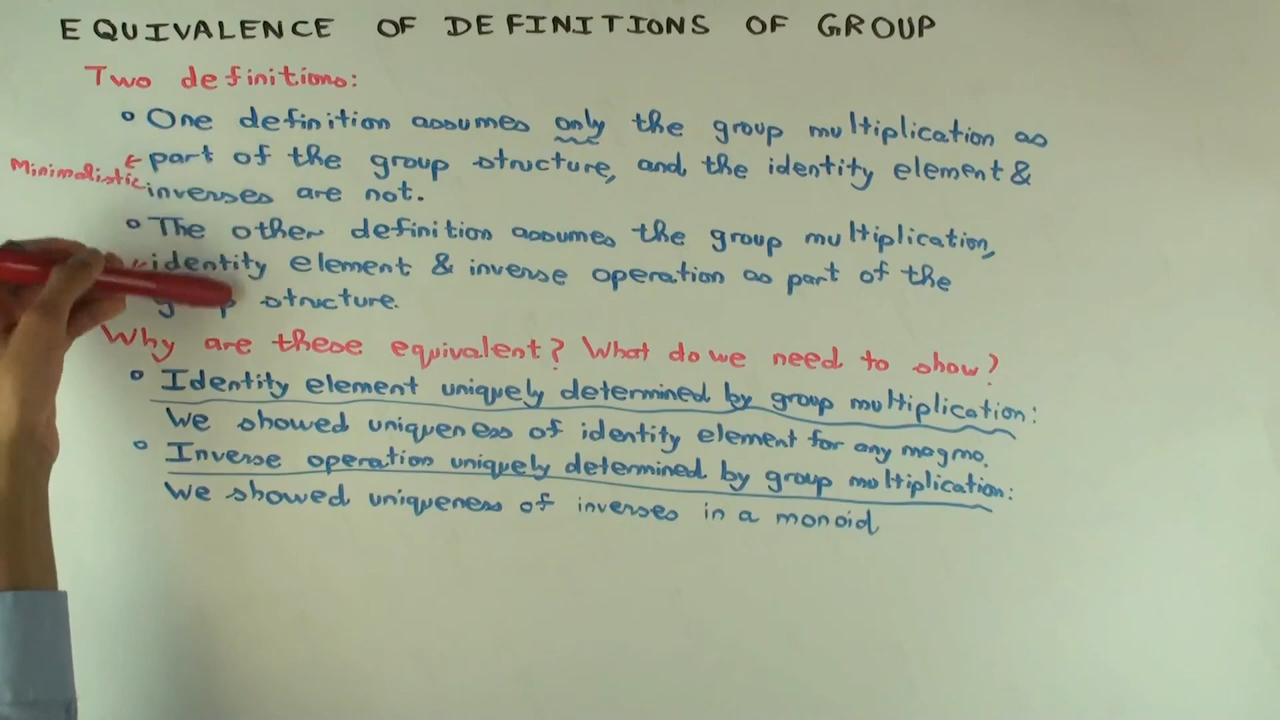 EQUIVALENCE OF DEFINITIONS OF GROUP
Two definitions:
One definition assumes only the group multiplication as
part of the group structure, and the identity element &
Minimalistic
inverses are not.
The other definition assumes the group multiplication,
identity element & inverse operation as part of the
structure.
Why are these equivalent? What do we need to show?
Identity element uniquely determined by group multiplication:
We showed uniqueness of identity element for any magma.
Inverse operation uniquely determined by group multiplication:
We showed uniqueness of inverses in a monoid